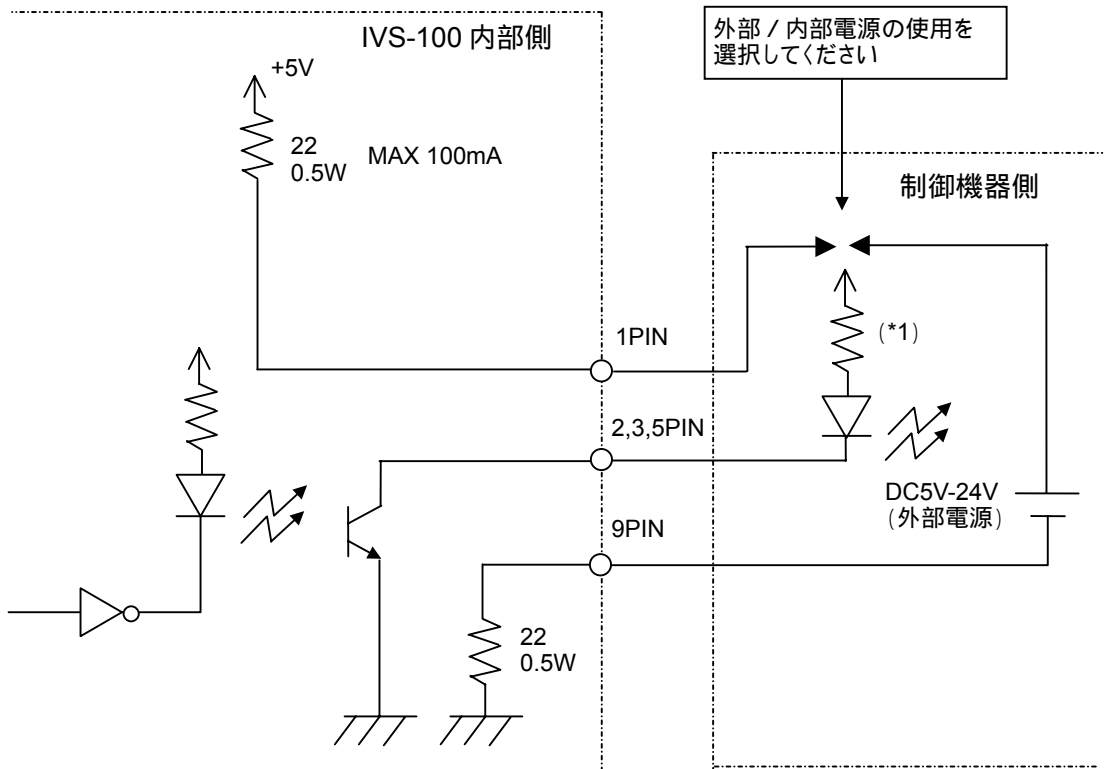 IVS-100 内部側
外部 / 内部電源の使用を
選択してください
+5V
22
0.5W
MAX 100mA
制御機器側
1PIN
(*1)
2,3,5PIN
DC5V-24V
(外部電源)
9PIN
22
0.5W